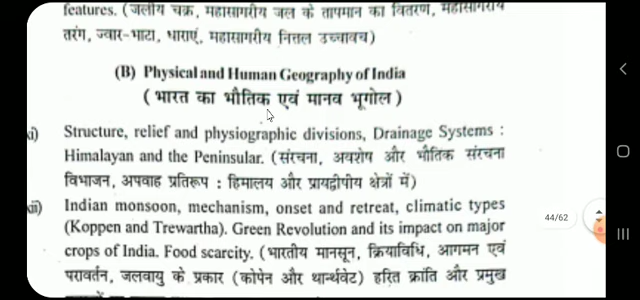 features. (जलीय चक्र, महासागरीय जल के तापमान का वितरण, महासागरीय
तरंग, ज्वार-भाटा, धाराएं, महासागरीय नित्तल उच्चावच)
(B) Physical and Human Geography of India
(भारत का भौतिक एवं मानव भूगोल)
i) Structure, relief and physiographic divisions, Drainage Systems :
Himalayan and the Peninsular. (संरचना, अवशेष और भौतिक संरचना
विभाजन, अपवाह प्रतिरूप : हिमालय और प्रायद्वीपीय क्षेत्रों में)
ii) Indian monsoon, mechanism, onset and retreat, climatic types
(Koppen and Trewartha). Green Revolution and its impact on major
crops of India. Food scarcity. (भारतीय मानसून, क्रियाविधि, आगमन एवं
परावर्तन, जलवायु के प्रकार (कोपेन और थार्न्थवेट) हरित क्रांति और प्रमुख
44/62